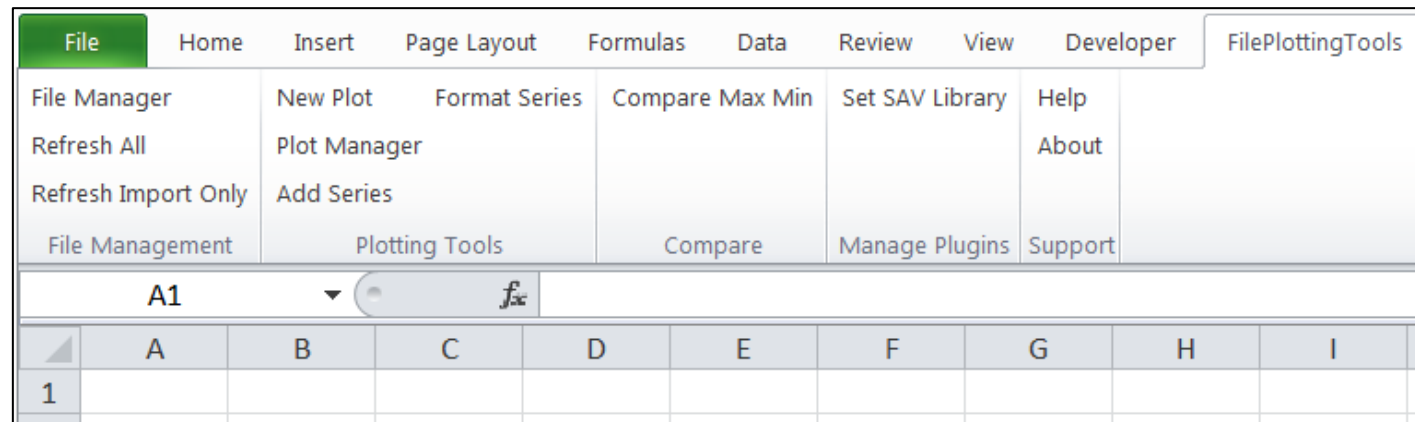 File Home Insert Page Layout Formulas Data Review View Developer FilePlottingTools
File Manager New Plot Format Series Compare Max Min Set SAV Library Help
Refresh All Plot Manager About
Refresh Import Only Add Series
File Management Plotting Tools Compare Manage Plugins Support
A1 fx
A B C D E F G H I
1